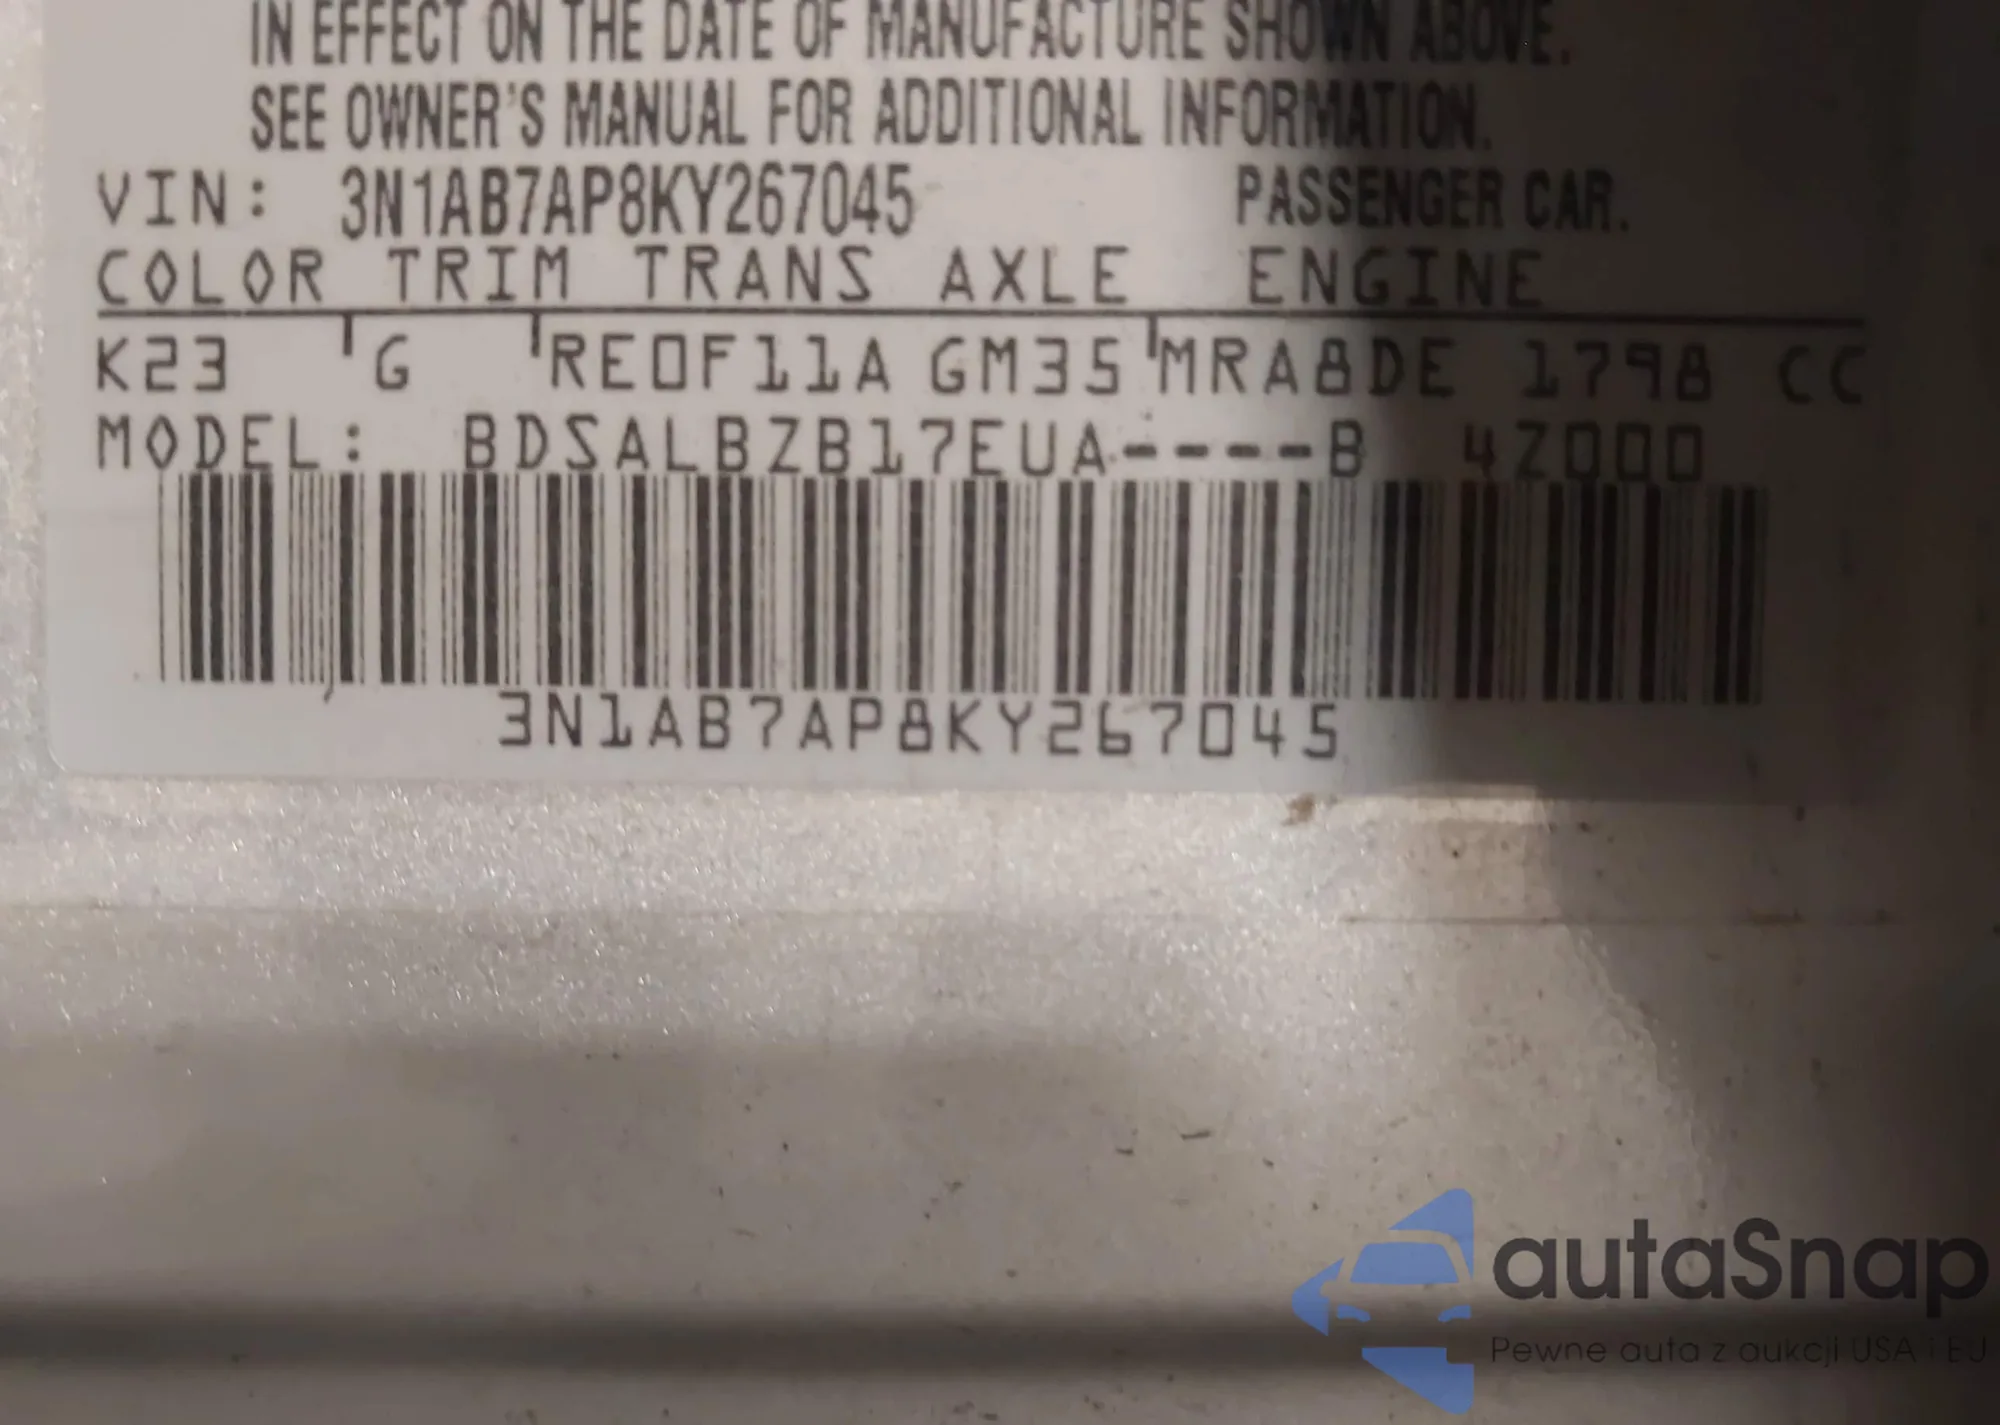 IN EFFECT ON THE DATE OF MANUFACTURE SHOWN ABOVE.
SEE OWNER'S MANUAL FOR ADDITIONAL INFORMATION.
VIN: 3N1AB7AP8KY267045 PASSENGER CAR.
COLOR TRIM TRANS AXLE ENGINE
K23 G RE0F11A GM35 MRA8DE 1798 CC
MODEL: BDSALBZB17EUA----B 4Z000
3N1AB7AP8KY267045
autaSnap
Pewne auta z aukcji USA i EU